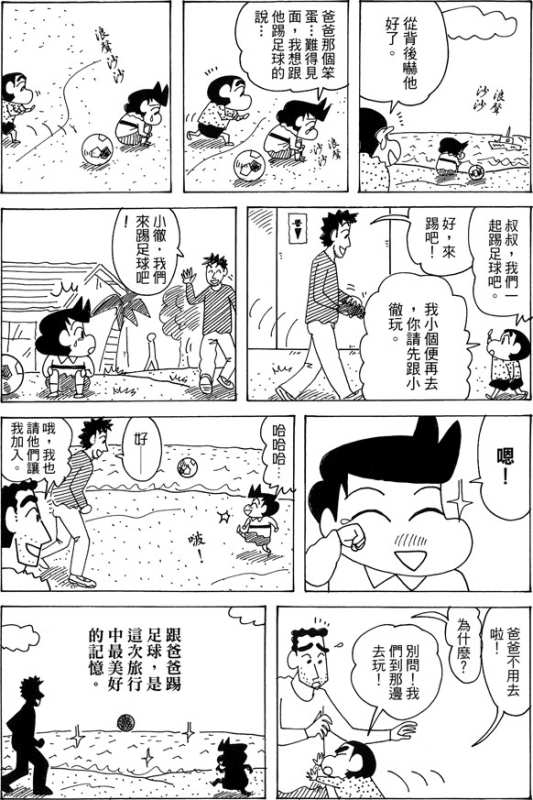 從背後嚇他
好了。
浪聲
沙沙
爸爸那個笨
蛋…難得見
面，我想跟
他踢足球的
說…
浪聲
沙沙
浪聲
沙沙
叔叔，我們一
起踢足球吧。
好，來
踢吧！
我小個便再去
，你請先跟小
徹玩。
小徹，我們
來踢足球吧
！
嗯！
哈哈哈…
啵！
好——
哦，我也
請他們讓
我加入。
爸爸不用去
啦！
為什麼？
別問！我
們到那邊
去玩！
跟爸爸踢
足球，是
這次旅行
中最美好
的記憶。